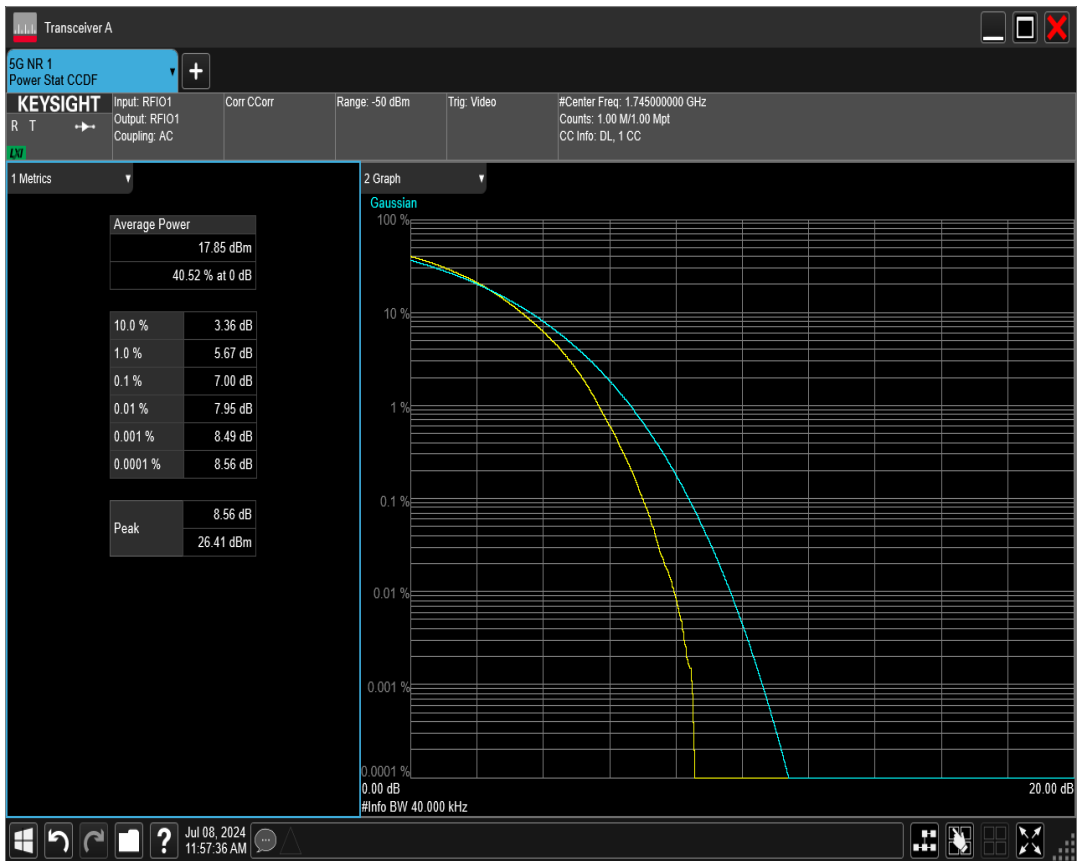 Transceiver A
5G NR 1
Power Stat CCDF
KEYSIGHT
R T
LXI
Input: RFIO1
Output: RFIO1
Coupling: AC
Corr CCorr
Range: -50 dBm
Trig: Video
#Center Freq: 1.745000000 GHz
Counts: 1.00 M/1.00 Mpt
CC Info: DL, 1 CC
1 Metrics
Average Power
17.85 dBm
40.52 % at 0 dB
10.0 % 3.36 dB
1.0 % 5.67 dB
0.1 % 7.00 dB
0.01 % 7.95 dB
0.001 % 8.49 dB
0.0001 % 8.56 dB
Peak
8.56 dB
26.41 dBm
2 Graph
Gaussian
100 %
10 %
1 %
0.1 %
0.01 %
0.001 %
0.0001 %
0.00 dB 20.00 dB
#Info BW 40.000 kHz
? Jul 08, 2024
11:57:36 AM